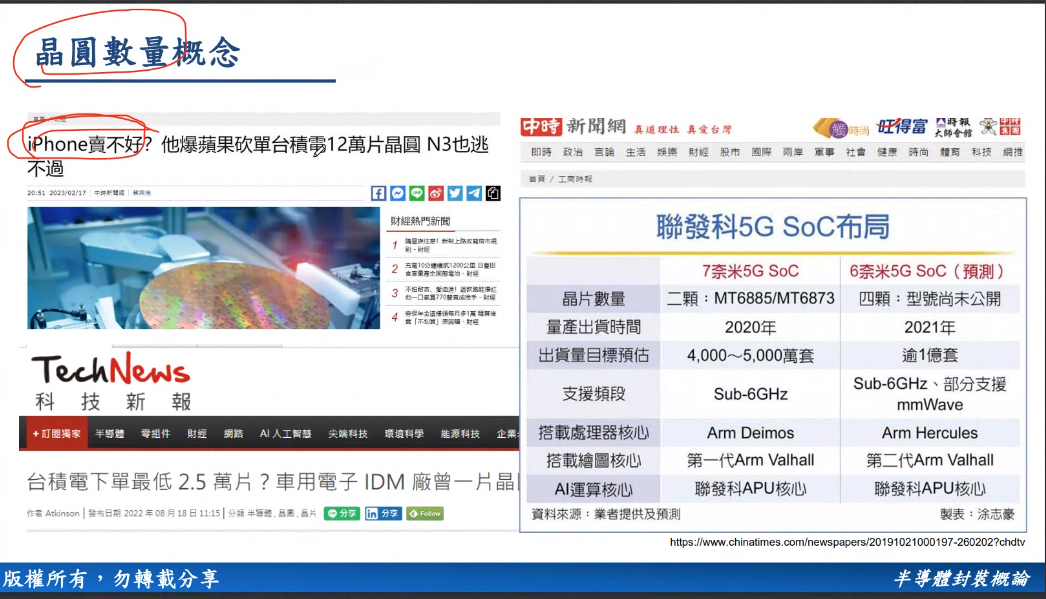 晶圓數量概念
iPhone賣不好？他爆蘋果砍單台積電12萬片晶圓 N3也逃
不過
20:51 2023/02/17 中時新聞網
財經熱門新聞
1
2
3
4
TechNews
科技新報
+訂閱獨家 半導體 零組件 財經 網路 AI人工智慧 尖端科技 環境科學 能源科技 企業
台積電下單最低 2.5 萬片？車用電子 IDM 廠曾一片晶
作者 Atkinson | 發布日期 2022 年 08 月 18 日 11:15 | 分類 半導體, 晶圓, 晶片 分享 分享 Follow
中時新聞網 真道理性 真愛台灣
時尚 旺得富 時報 大師會館
即時 政治 言論 生活 娛樂 財經 股市 國際 兩岸 軍事 社會 健康 時尚 體育 科技 網推
首頁 / 工商時報
聯發科5G SoC布局
7奈米5G SoC 6奈米5G SoC（預測）
晶片數量 二顆：MT6885/MT6873 四顆：型號尚未公開
量產出貨時間 2020年 2021年
出貨量目標預估 4,000～5,000萬套 逾1億套
支援頻段 Sub-6GHz Sub-6GHz、部分支援
mmWave
搭載處理器核心 Arm Deimos Arm Hercules
搭載繪圖核心 第一代Arm Valhall 第二代Arm Valhall
AI運算核心 聯發科APU核心 聯發科APU核心
資料來源：業者提供及預測 製表：涂志豪
https://www.chinatimes.com/newspapers/20191021000197-260202?chdtv
版權所有，勿轉載分享 半導體封裝概論